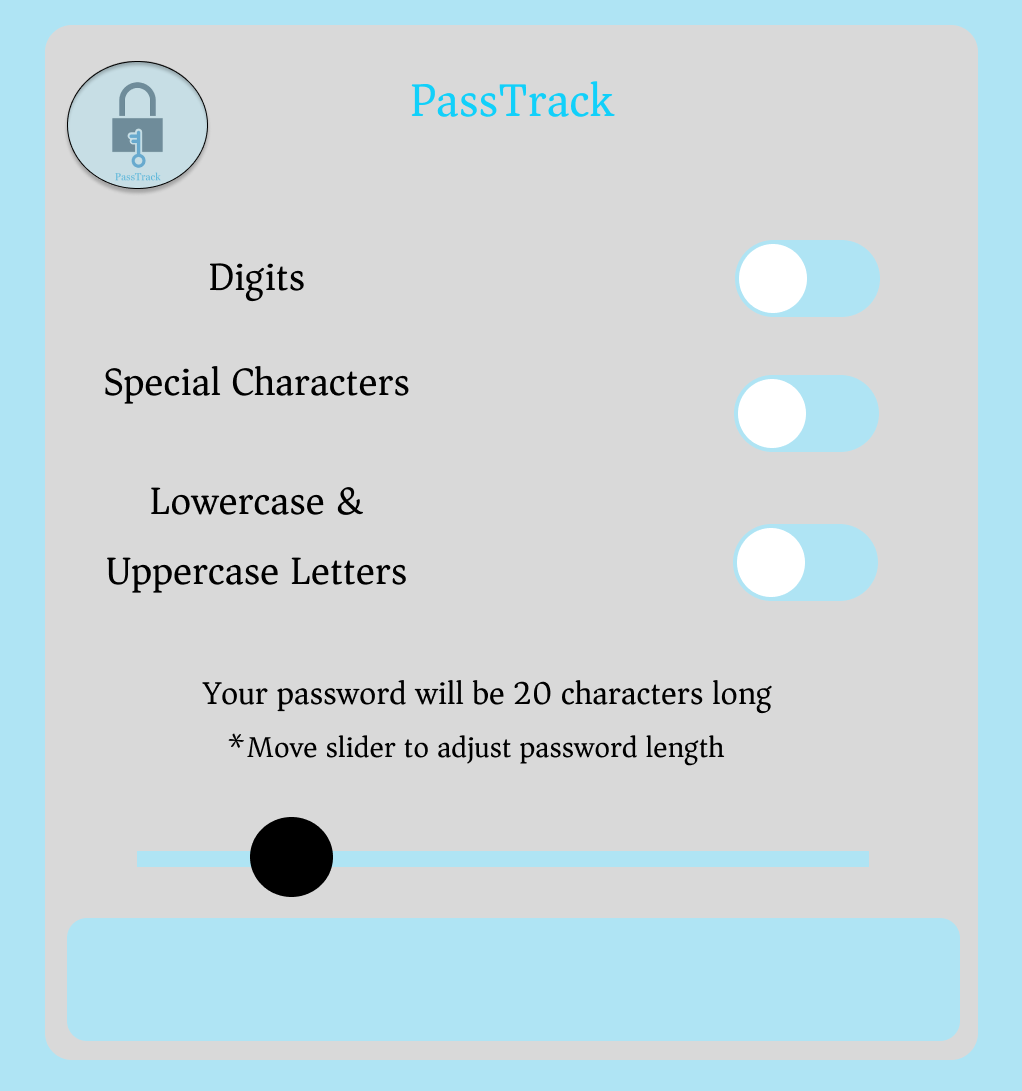 PassTrack
PassTrack
Digits
Special Characters
Lowercase &
Uppercase Letters
Your password will be 20 characters long
*Move slider to adjust password length